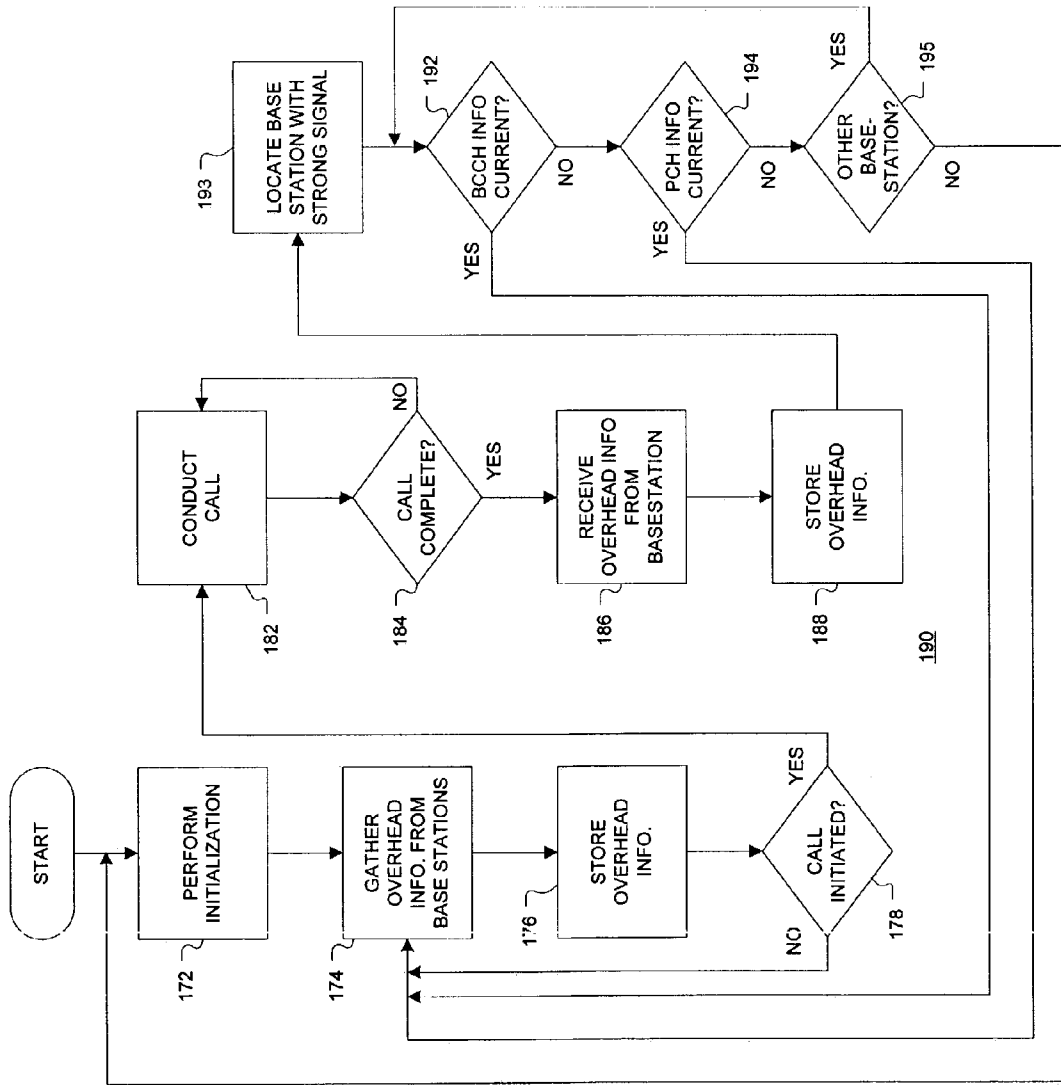 START
PERFORM
INITIALIZATION
172
GATHER
OVERHEAD
INFO. FROM
BASE STATIONS
174
STORE
OVERHEAD
INFO.
176
CALL
INITIATED?
178
NO
YES
CONDUCT
CALL
182
CALL
COMPLETE?
184
NO
YES
RECEIVE
OVERHEAD INFO
FROM
BASESTATION
186
STORE
OVERHEAD
INFO.
188
190
LOCATE BASE
STATION WITH
STRONG SIGNAL
193
BCCH INFO
CURRENT?
192
YES
NO
PCH INFO
CURRENT?
194
YES
NO
OTHER
BASE-
STATION?
195
YES
NO